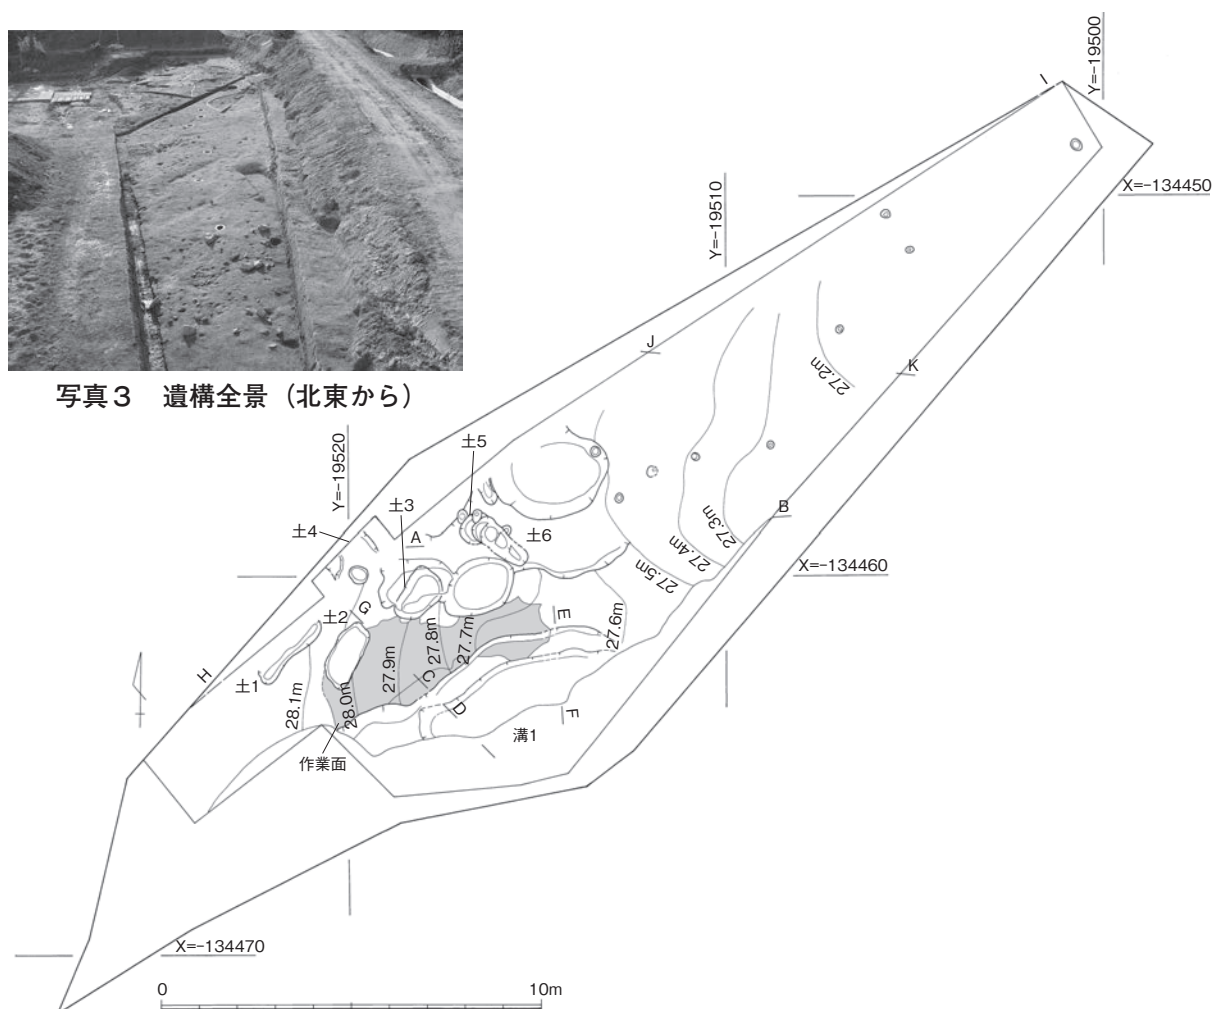 写真3　遺構全景（北東から）
Y=-19500
I
X=-134450
Y=-19510
J
K
27.2m
Y=-19520
土5
土3
土4
A
土6
B
27.3m
27.4m
27.5m
X=-134460
土2
G
E
27.6m
27.7m
27.8m
27.9m
28.0m
28.1m
H
土1
C
D
F
溝1
作業面
X=-134470
0
10m